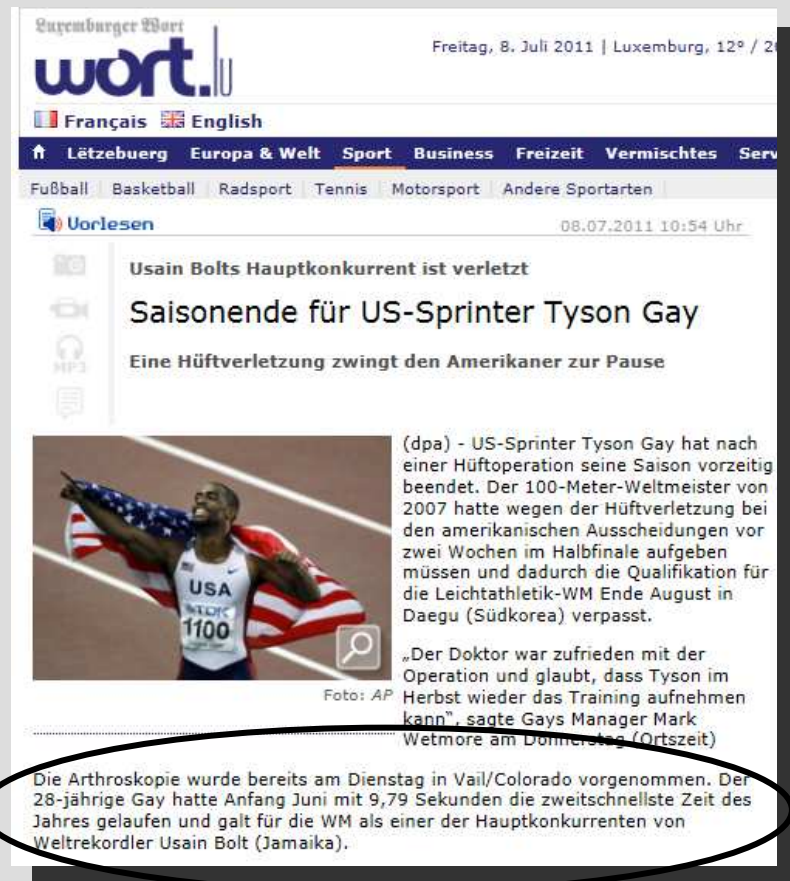 Luxemburger Wort
wort.lu
Freitag, 8. Juli 2011 | Luxemburg, 12° /
Français English
Lëtzebuerg Europa & Welt Sport Business Freizeit Vermischtes
Fußball Basketball Radsport Tennis Motorsport Andere Sportarten
Vorlesen
08.07.2011 10:54 Uhr
Usain Bolts Hauptkonkurrent ist verletzt
Saisonende für US-Sprinter Tyson Gay
MP3
Eine Hüftverletzung zwingt den Amerikaner zur Pause
USA
TDK
1100
Foto: AP
(dpa) - US-Sprinter Tyson Gay hat nach
einer Hüftoperation seine Saison vorzeitig
beendet. Der 100-Meter-Weltmeister von
2007 hatte wegen der Hüftverletzung bei
den amerikanischen Ausscheidungen vor
zwei Wochen im Halbfinale aufgeben
müssen und dadurch die Qualifikation für
die Leichtathletik-WM Ende August in
Daegu (Südkorea) verpasst.
„Der Doktor war zufrieden mit der
Operation und glaubt, dass Tyson im
Herbst wieder das Training aufnehmen
kann“, sagte Gays Manager Mark
Wetmore am Donnerstag (Ortszeit)
Die Arthroskopie wurde bereits am Dienstag in Vail/Colorado vorgenommen. Der
28-jährige Gay hatte Anfang Juni mit 9,79 Sekunden die zweitschnellste Zeit des
Jahres gelaufen und galt für die WM als einer der Hauptkonkurrenten von
Weltrekordler Usain Bolt (Jamaika).